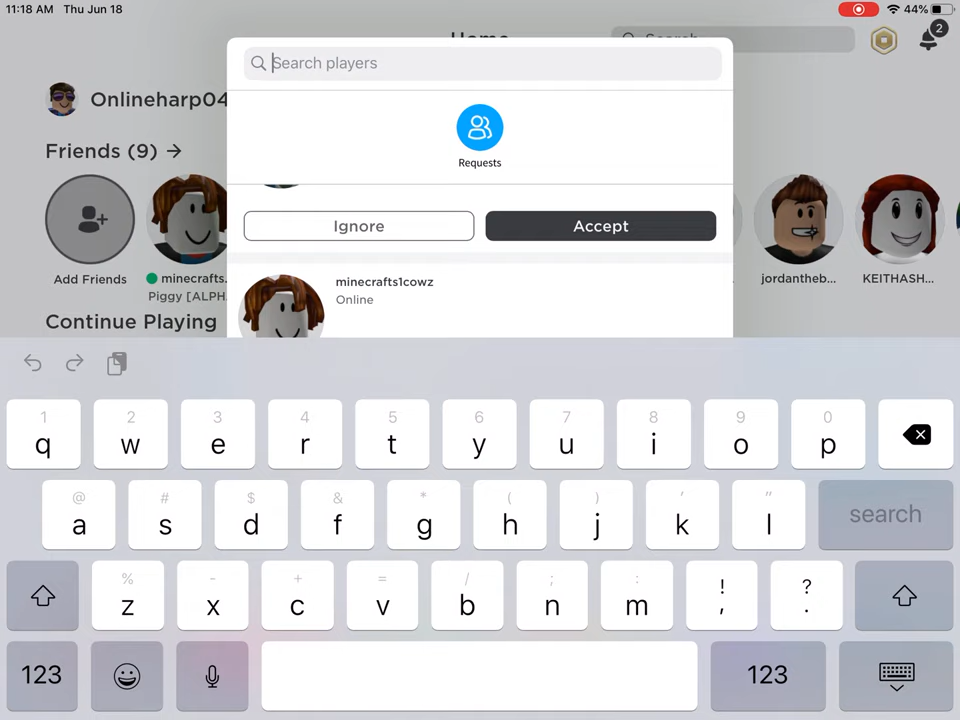 11:18 AM Thu Jun 18
44%
Search
2
Search players
Onlineharp04
Requests
Friends (9) →
Ignore
Accept
Add Friends
minecrafts.
Piggy [ALPH
minecrafts1cowz
Online
jordantheb...
KEITHASH...
Continue Playing
1 2 3 4 5 6 7 8 9 0
q w e r t y u i o p
@ # $ & * ( ) ' "
a s d f g h j k l search
% - + = / ; : ! ?
z x c v b n m , .
123 123